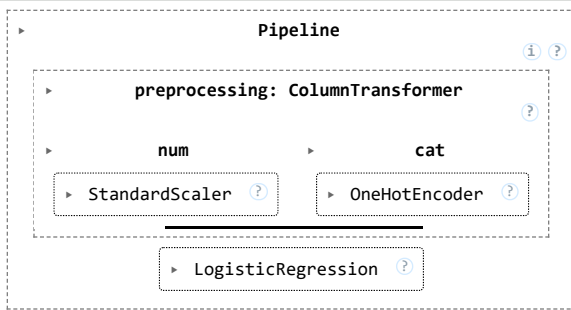 Pipeline
i ?
preprocessing: ColumnTransformer
?
num cat
StandardScaler ? OneHotEncoder ?
LogisticRegression ?